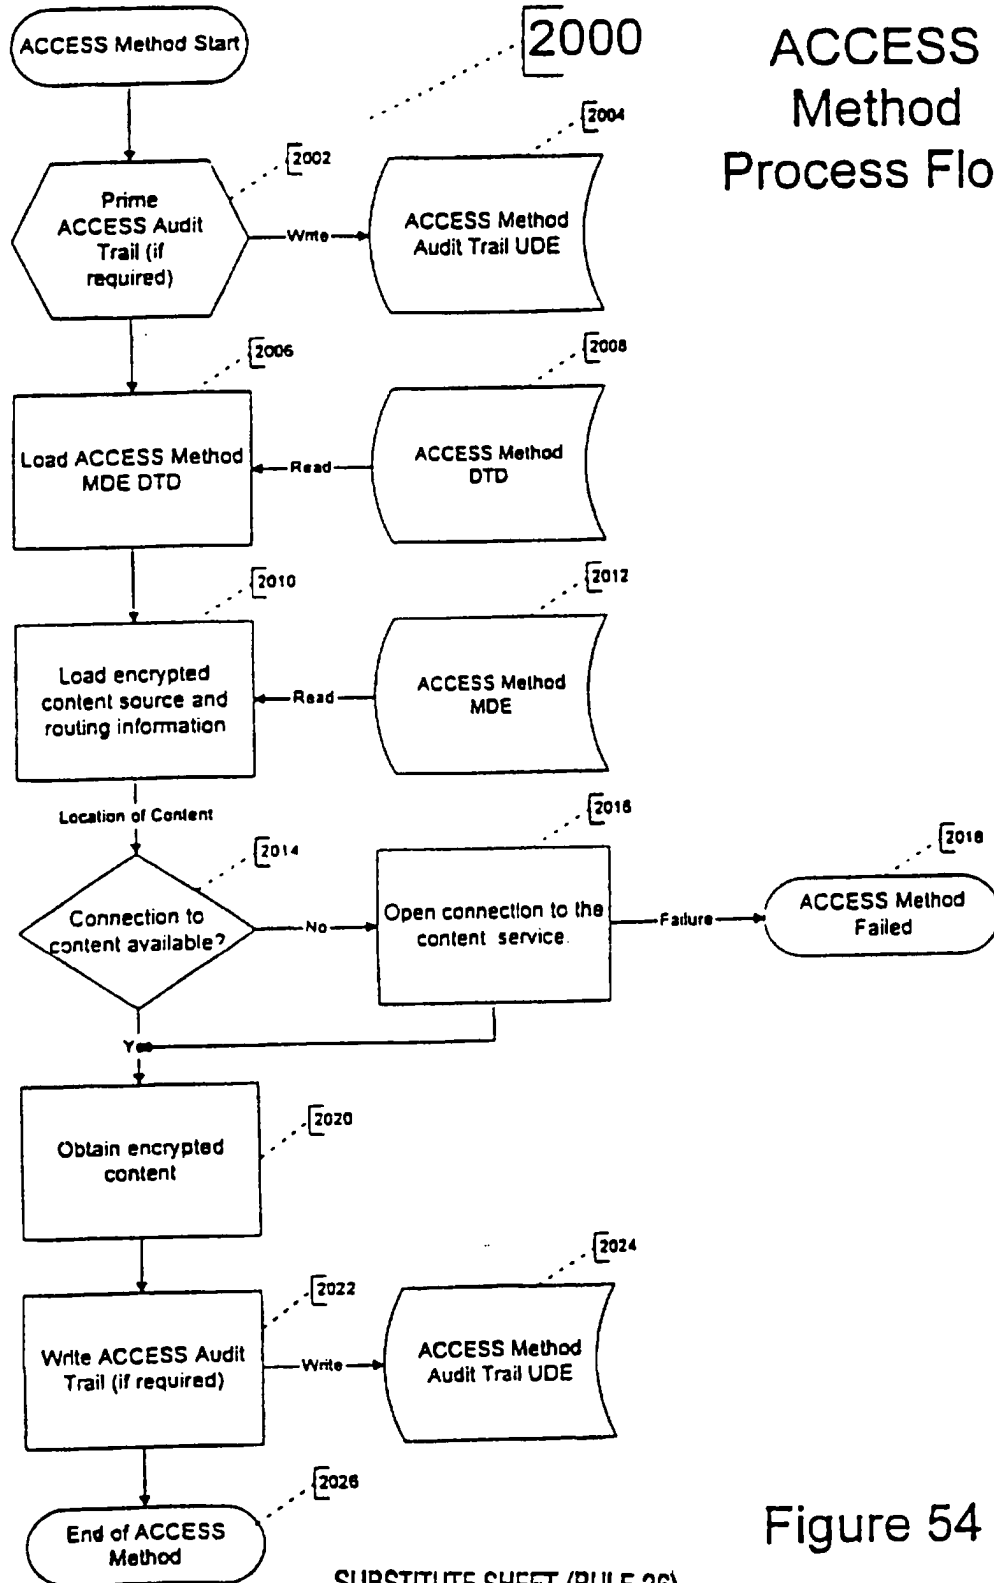 ACCESS Method Start
2000
ACCESS
Method
Process Flo
2002
2004
Prime
ACCESS Audit
Trail (if
required)
Write
ACCESS Method
Audit Trail UDE
2006
2008
Load ACCESS Method
MDE DTD
Read
ACCESS Method
DTD
2010
2012
Load encrypted
content source and
routing information
Read
ACCESS Method
MDE
Location of Content
2014
2016
2018
Connection to
content available?
No
Open connection to the
content service.
Failure
ACCESS Method
Failed
Y
2020
Obtain encrypted
content
2022
2024
Write ACCESS Audit
Trail (if required)
Write
ACCESS Method
Audit Trail UDE
2026
End of ACCESS
Method
Figure 54
SUBSTITUTE SHEET (RULE 26)